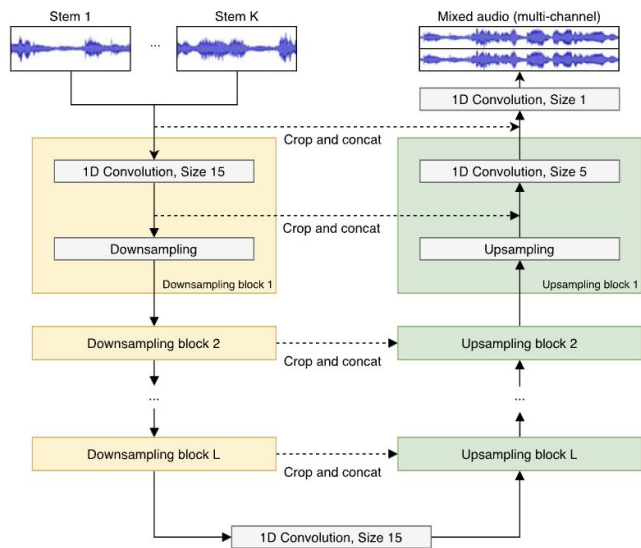 Stem 1
...
Stem K
Mixed audio (multi-channel)
1D Convolution, Size 1
Crop and concat
1D Convolution, Size 15
1D Convolution, Size 5
Crop and concat
Downsampling
Upsampling
Downsampling block 1
Upsampling block 1
Downsampling block 2
Upsampling block 2
Crop and concat
...
...
Downsampling block L
Upsampling block L
Crop and concat
1D Convolution, Size 15